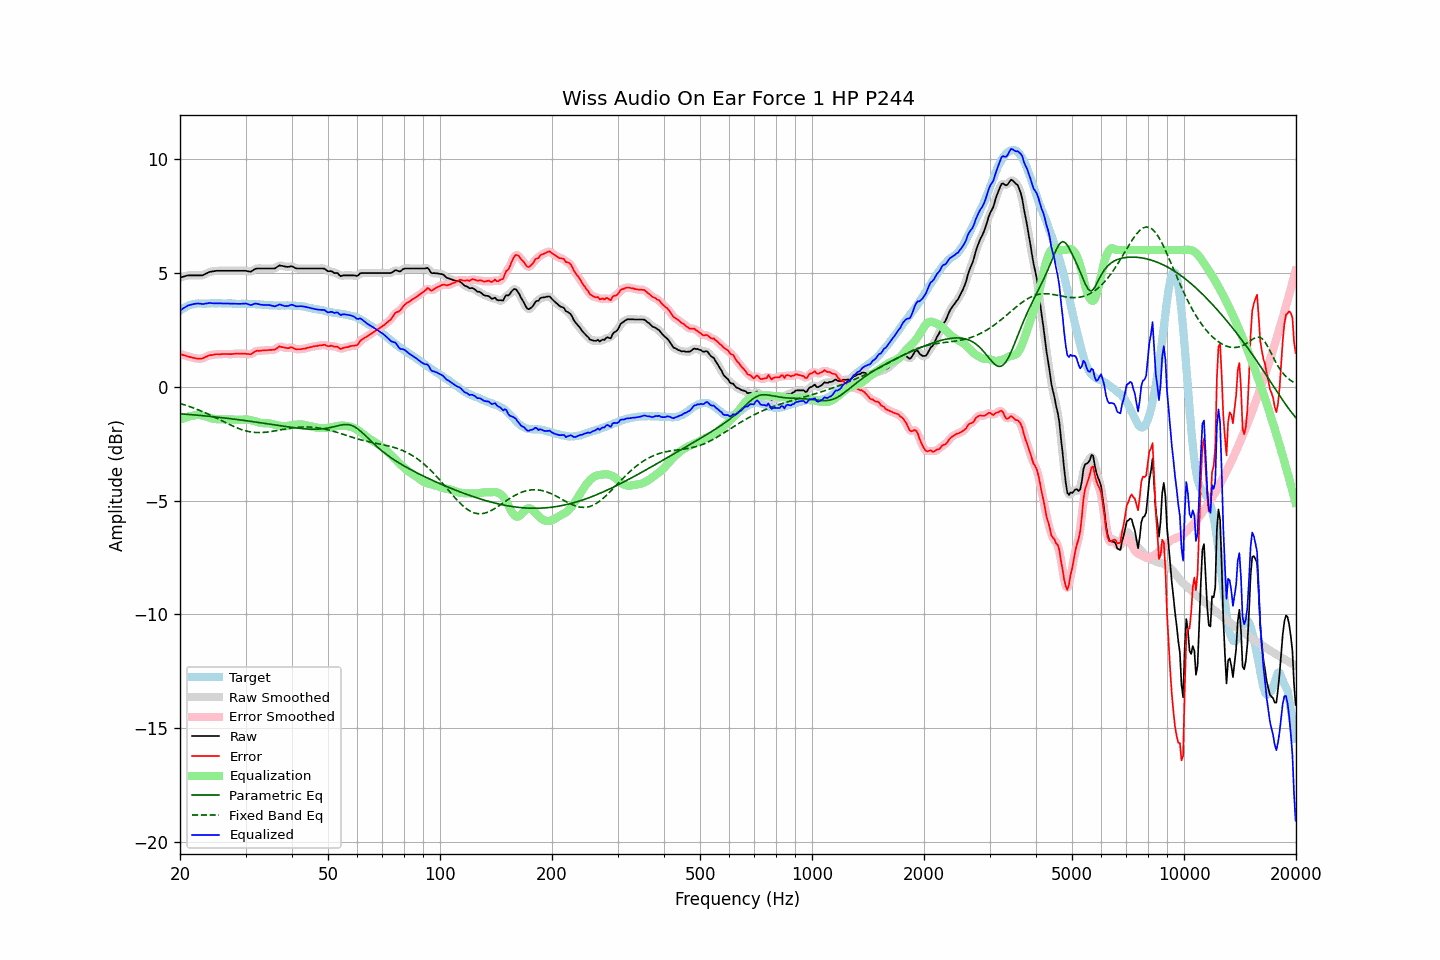 Wiss Audio On Ear Force 1 HP P244
Amplitude (dBr)
10
5
0
−5
−10
−15
−20
Target
Raw Smoothed
Error Smoothed
Raw
Error
Equalization
Parametric Eq
Fixed Band Eq
Equalized
20 50 100 200 500 1000 2000 5000 10000 20000
Frequency (Hz)